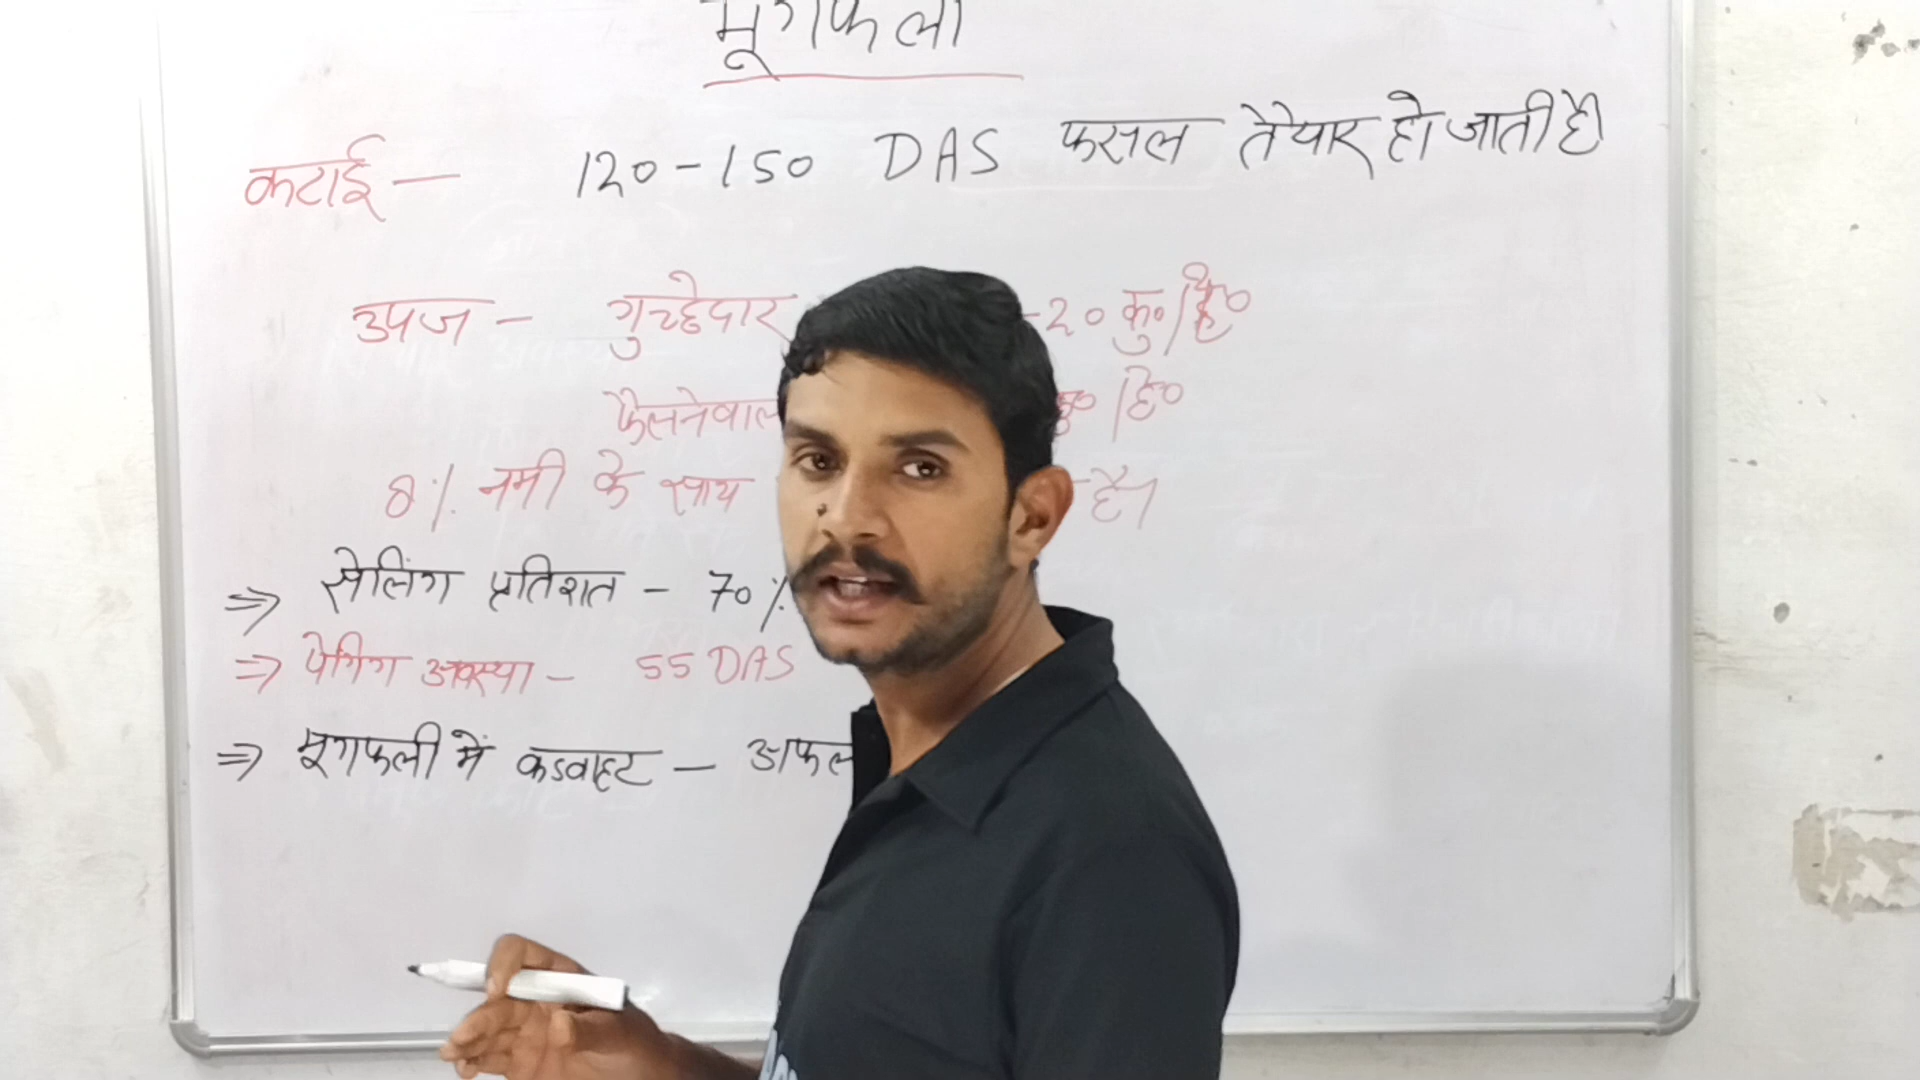 मूंगफली
कटाई — 120-150 DAS फसल तैयार हो जाती है।
उपज — गुच्छेदार -20 कु०/हे०
फैलनेवाल कु०/हे०
8% नमी के साथ है।
⇒ सेलिंग प्रतिशत - 70%
⇒ पेगिंग अवस्था - 55 DAS
⇒ मूगफली में कडवाहट - अफल